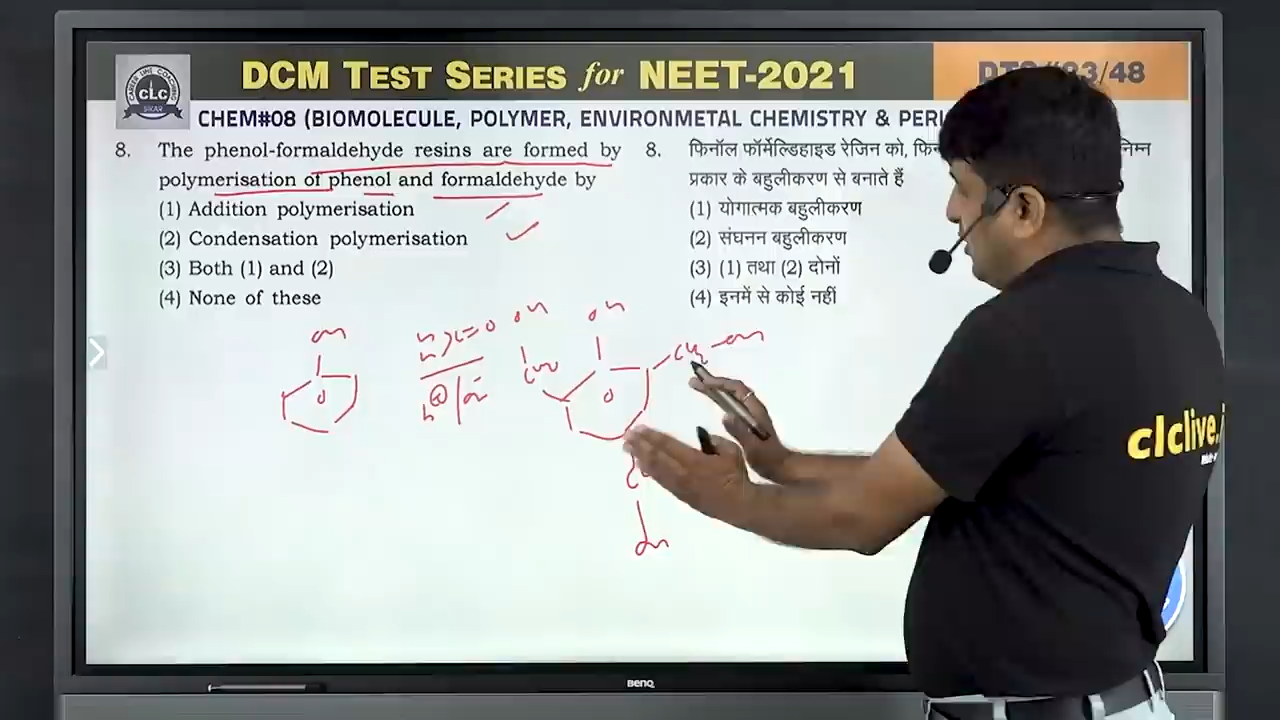 DCM TEST SERIES for NEET-2021
CLC
SIKAR
CHEM#08 (BIOMOLECULE, POLYMER, ENVIRONMETAL CHEMISTRY & PERI
8. The phenol-formaldehyde resins are formed by
polymerisation of phenol and formaldehyde by
(1) Addition polymerisation
(2) Condensation polymerisation
(3) Both (1) and (2)
(4) None of these
8. फिनॉल फॉर्मेल्डिहाइड रेजिन को,
प्रकार के बहुलीकरण से बनाते हैं
(1) योगात्मक बहुलीकरण
(2) संघनन बहुलीकरण
(3) (1) तथा (2) दोनों
(4) इनमें से कोई नहीं
clclive.
BENQ